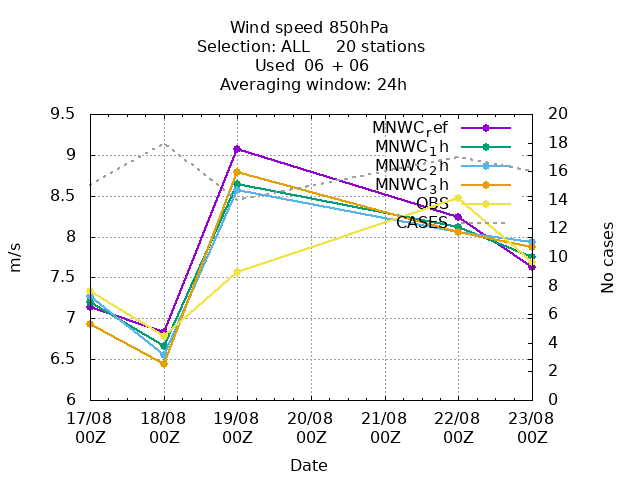 Wind speed 850hPa
Selection: ALL     20 stations
Used  06 + 06
Averaging window: 24h
9.5
9
8.5
8
7.5
7
6.5
6
m/s
20
18
16
14
12
10
8
6
4
2
0
No cases
MNWC_ref
MNWC_1h
MNWC_2h
MNWC_3h
OBS
CASES
17/08 18/08 19/08 20/08 21/08 22/08 23/08
00Z 00Z 00Z 00Z 00Z 00Z 00Z
Date